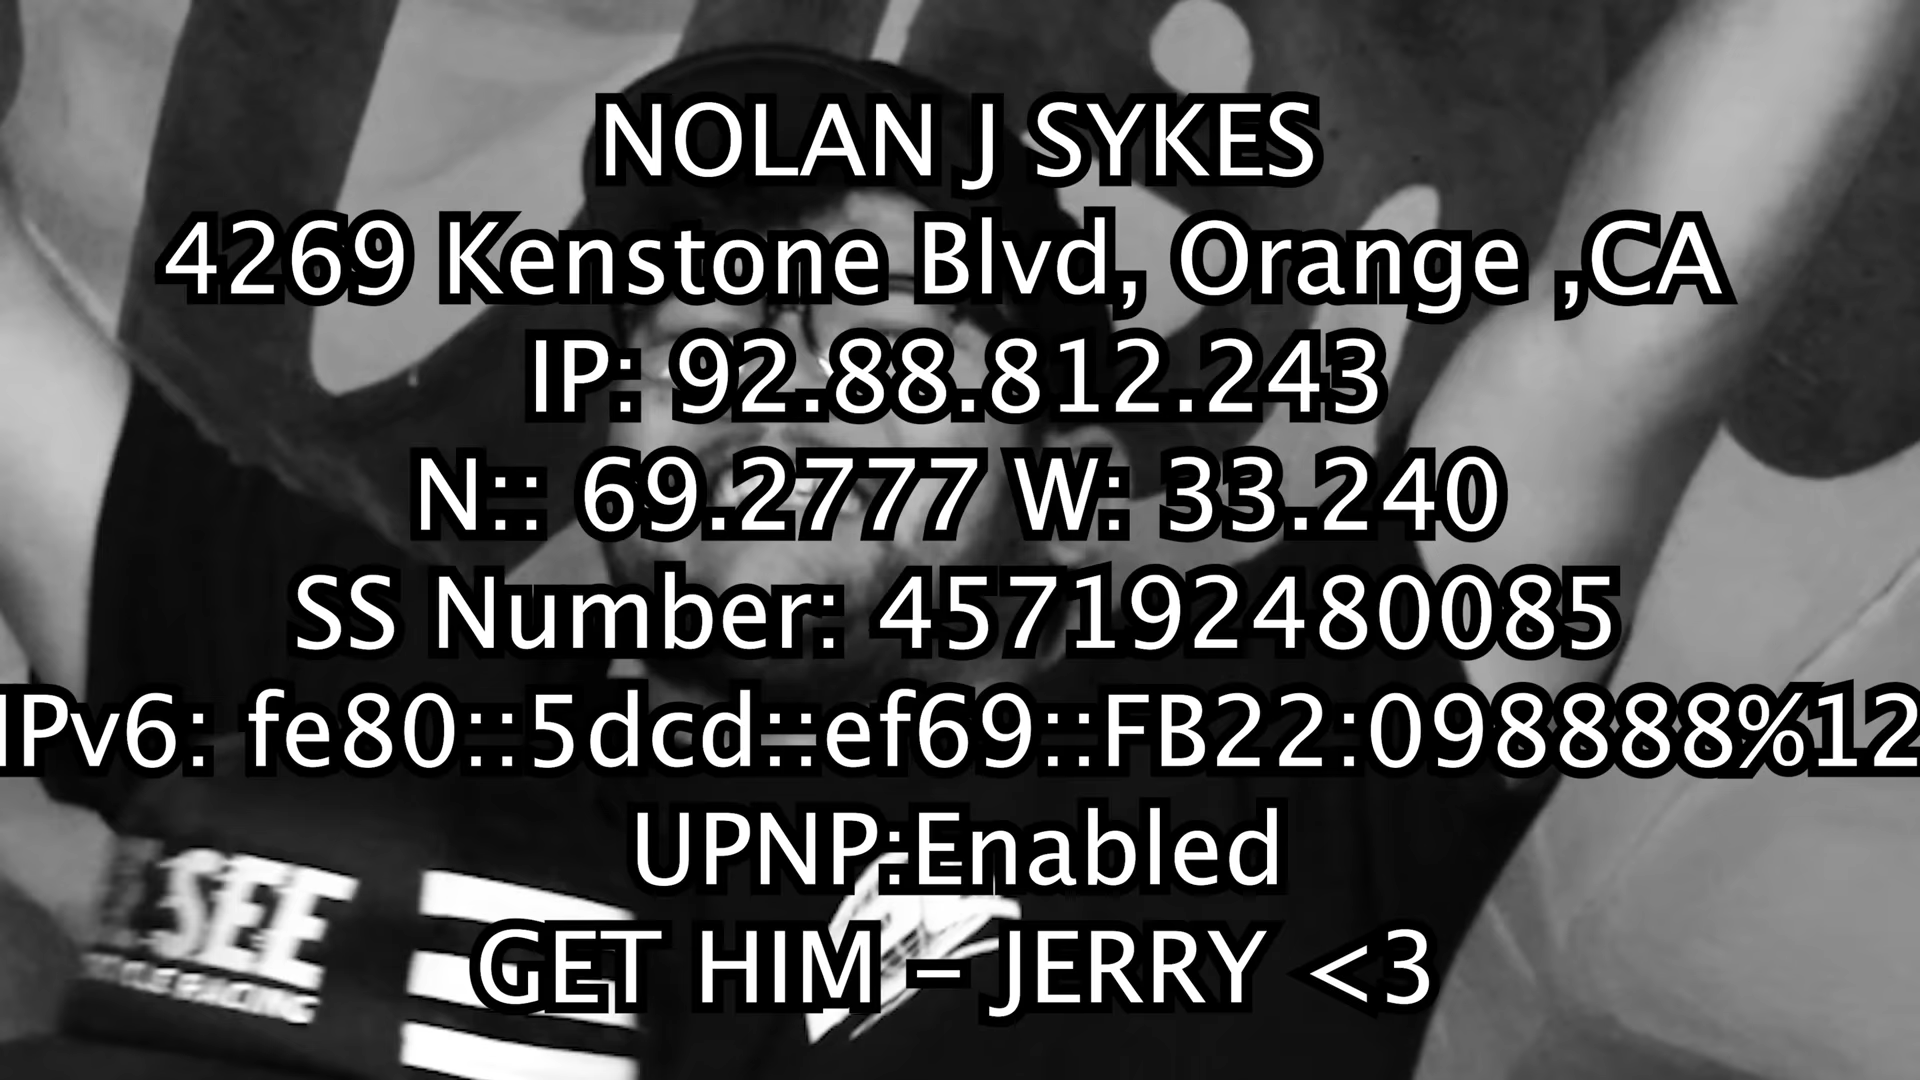 NOLAN J SYKES
4269 Kenstone Blvd, Orange ,CA
IP: 92.88.812.243
N:: 69.2777 W: 33.240
SS Number: 457192480085
IPv6: fe80::5dcd::ef69::FB22:098888%12
UPNP:Enabled
SEE
GET HIM – JERRY <3
RACING